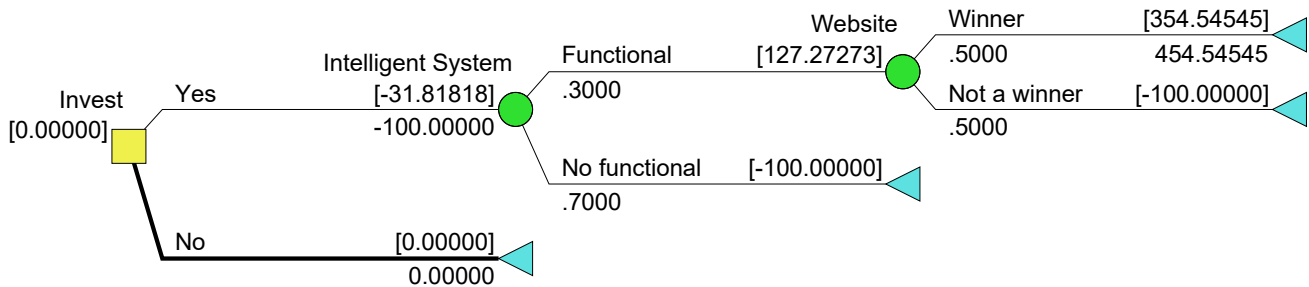 Website
Winner [354.54545]
.5000 454.54545
Functional [127.27273]
.3000
Not a winner [-100.00000]
.5000
Intelligent System
Yes [-31.81818]
-100.00000
Invest
[0.00000]
No functional [-100.00000]
.7000
No [0.00000]
0.00000